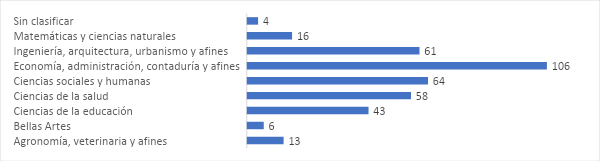 Sin clasificar 4
Matemáticas y ciencias naturales 16
Ingeniería, arquitectura, urbanismo y afines 61
Economía, administración, contaduría y afines 106
Ciencias sociales y humanas 64
Ciencias de la salud 58
Ciencias de la educación 43
Bellas Artes 6
Agronomía, veterinaria y afines 13